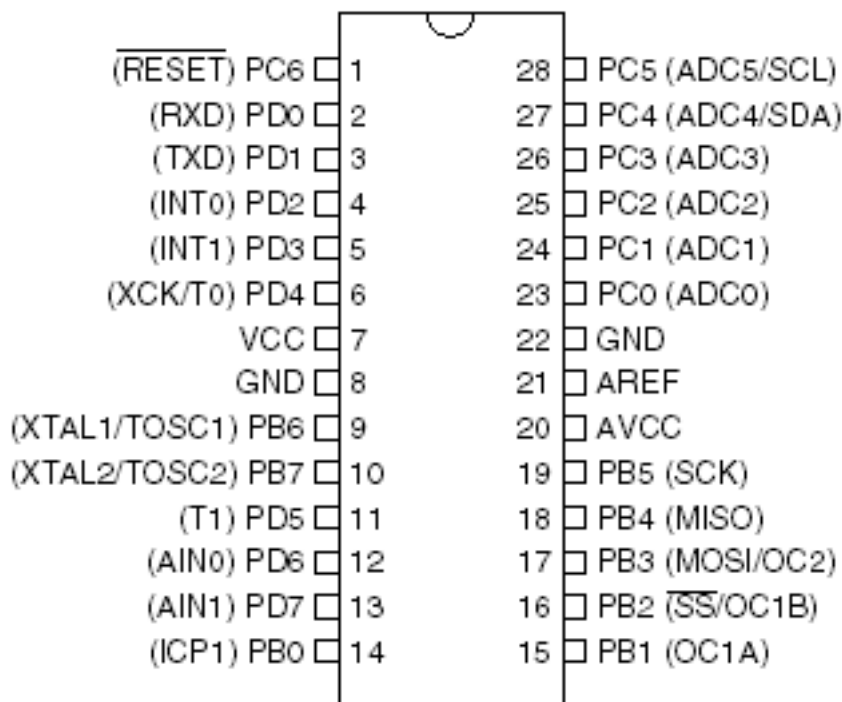 (RESET) PC6 1 28 PC5 (ADC5/SCL)
(RXD) PD0 2 27 PC4 (ADC4/SDA)
(TXD) PD1 3 26 PC3 (ADC3)
(INT0) PD2 4 25 PC2 (ADC2)
(INT1) PD3 5 24 PC1 (ADC1)
(XCK/T0) PD4 6 23 PC0 (ADC0)
VCC 7 22 GND
GND 8 21 AREF
(XTAL1/TOSC1) PB6 9 20 AVCC
(XTAL2/TOSC2) PB7 10 19 PB5 (SCK)
(T1) PD5 11 18 PB4 (MISO)
(AIN0) PD6 12 17 PB3 (MOSI/OC2)
(AIN1) PD7 13 16 PB2 (SS/OC1B)
(ICP1) PB0 14 15 PB1 (OC1A)